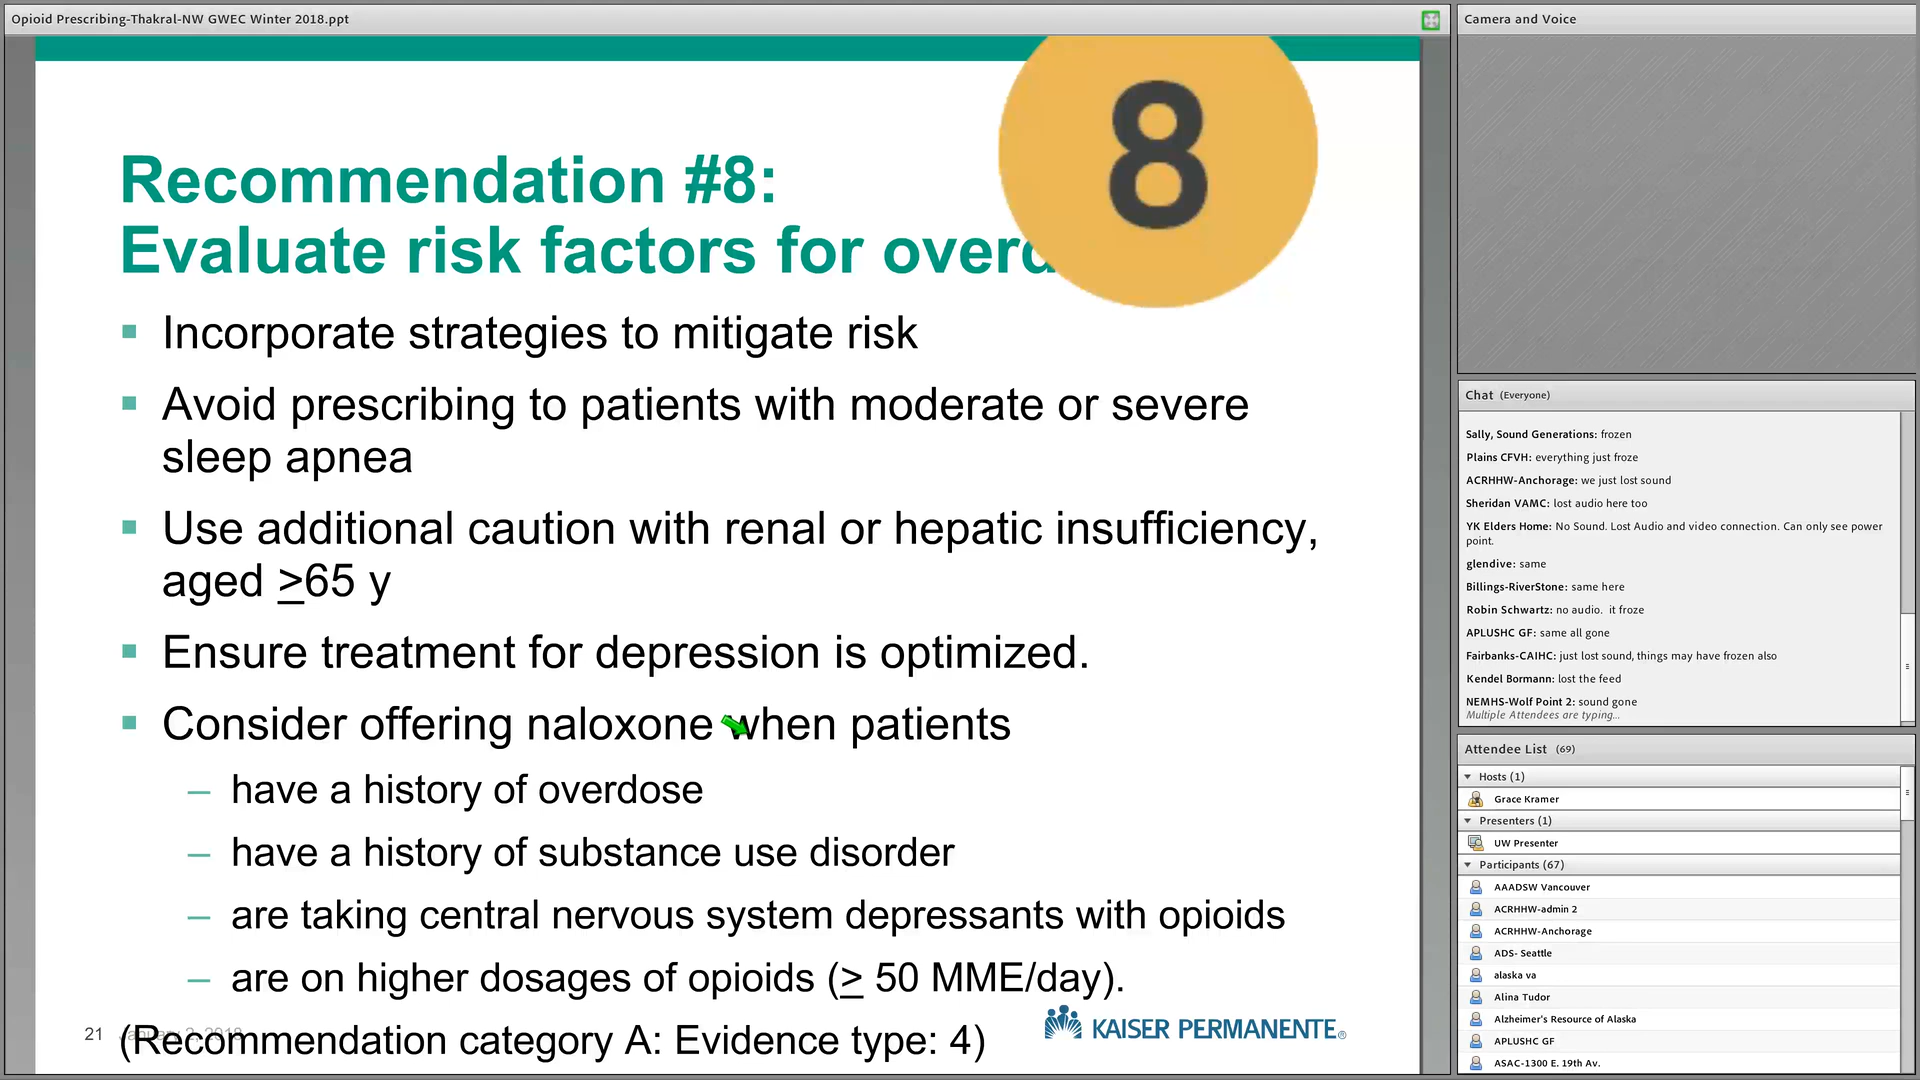 Opioid Prescribing-Thakral-NW GWEC Winter 2018.ppt
8
Recommendation #8:
Evaluate risk factors for overd
▪ Incorporate strategies to mitigate risk
▪ Avoid prescribing to patients with moderate or severe
sleep apnea
▪ Use additional caution with renal or hepatic insufficiency,
aged >65 y
▪ Ensure treatment for depression is optimized.
▪ Consider offering naloxone when patients
– have a history of overdose
– have a history of substance use disorder
– are taking central nervous system depressants with opioids
– are on higher dosages of opioids (> 50 MME/day).
21 January 2, 2018
(Recommendation category A: Evidence type: 4)
KAISER PERMANENTE®
Camera and Voice
Chat (Everyone)
Sally, Sound Generations: frozen
Plains CFVH: everything just froze
ACRHHW-Anchorage: we just lost sound
Sheridan VAMC: lost audio here too
YK Elders Home: No Sound. Lost Audio and video connection. Can only see power
point.
glendive: same
Billings-RiverStone: same here
Robin Schwartz: no audio. it froze
APLUSHC GF: same all gone
Fairbanks-CAIHC: just lost sound, things may have frozen also
Kendel Bormann: lost the feed
NEMHS-Wolf Point 2: sound gone
Multiple Attendees are typing...
Attendee List (69)
Hosts (1)
Grace Kramer
Presenters (1)
UW Presenter
Participants (67)
AAADSW Vancouver
ACRHHW-admin 2
ACRHHW-Anchorage
ADS- Seattle
alaska va
Alina Tudor
Alzheimer's Resource of Alaska
APLUSHC GF
ASAC-1300 E. 19th Av.